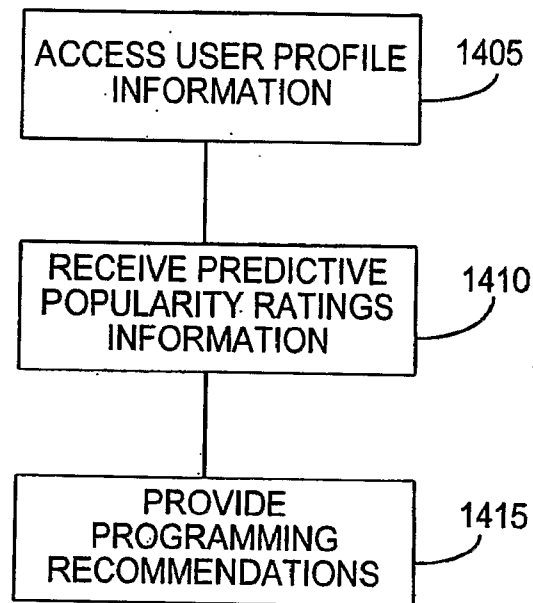 ACCESS USER PROFILE
INFORMATION
1405
RECEIVE PREDICTIVE
POPULARITY RATINGS
INFORMATION
1410
PROVIDE
PROGRAMMING
RECOMMENDATIONS
1415